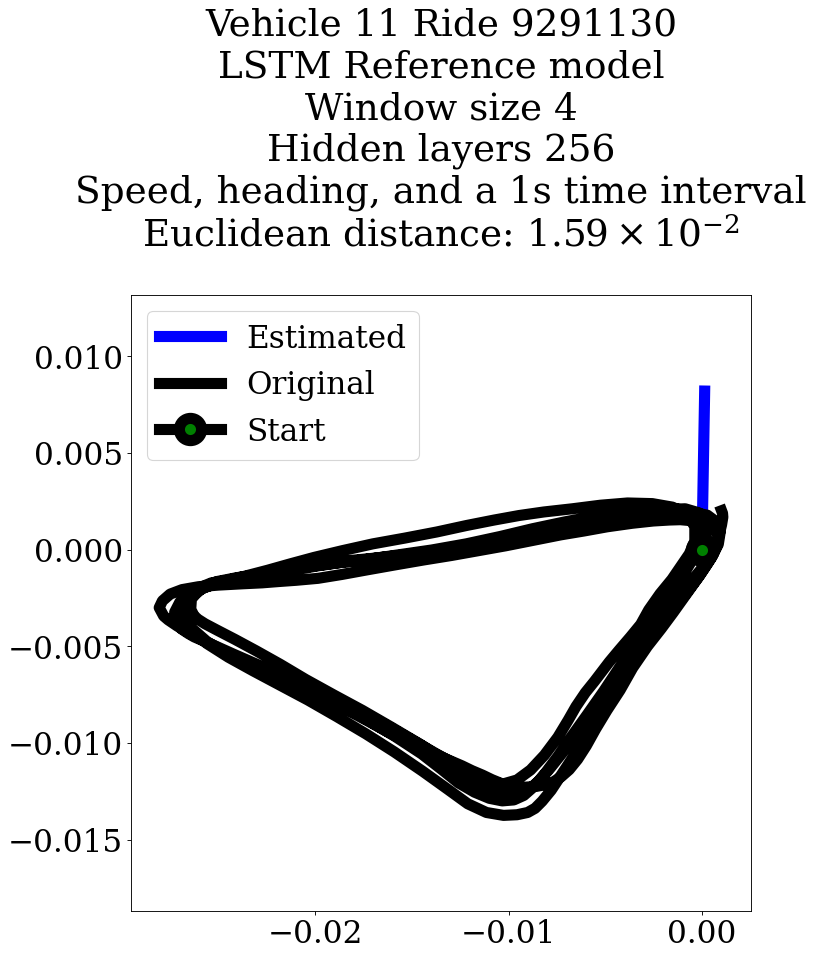 Vehicle 11 Ride 9291130
LSTM Reference model
Window size 4
Hidden layers 256
Speed, heading, and a 1s time interval
Euclidean distance: 1.59 × 10⁻²
Estimated
Original
Start
0.010
0.005
0.000
−0.005
−0.010
−0.015
−0.02
−0.01
0.00